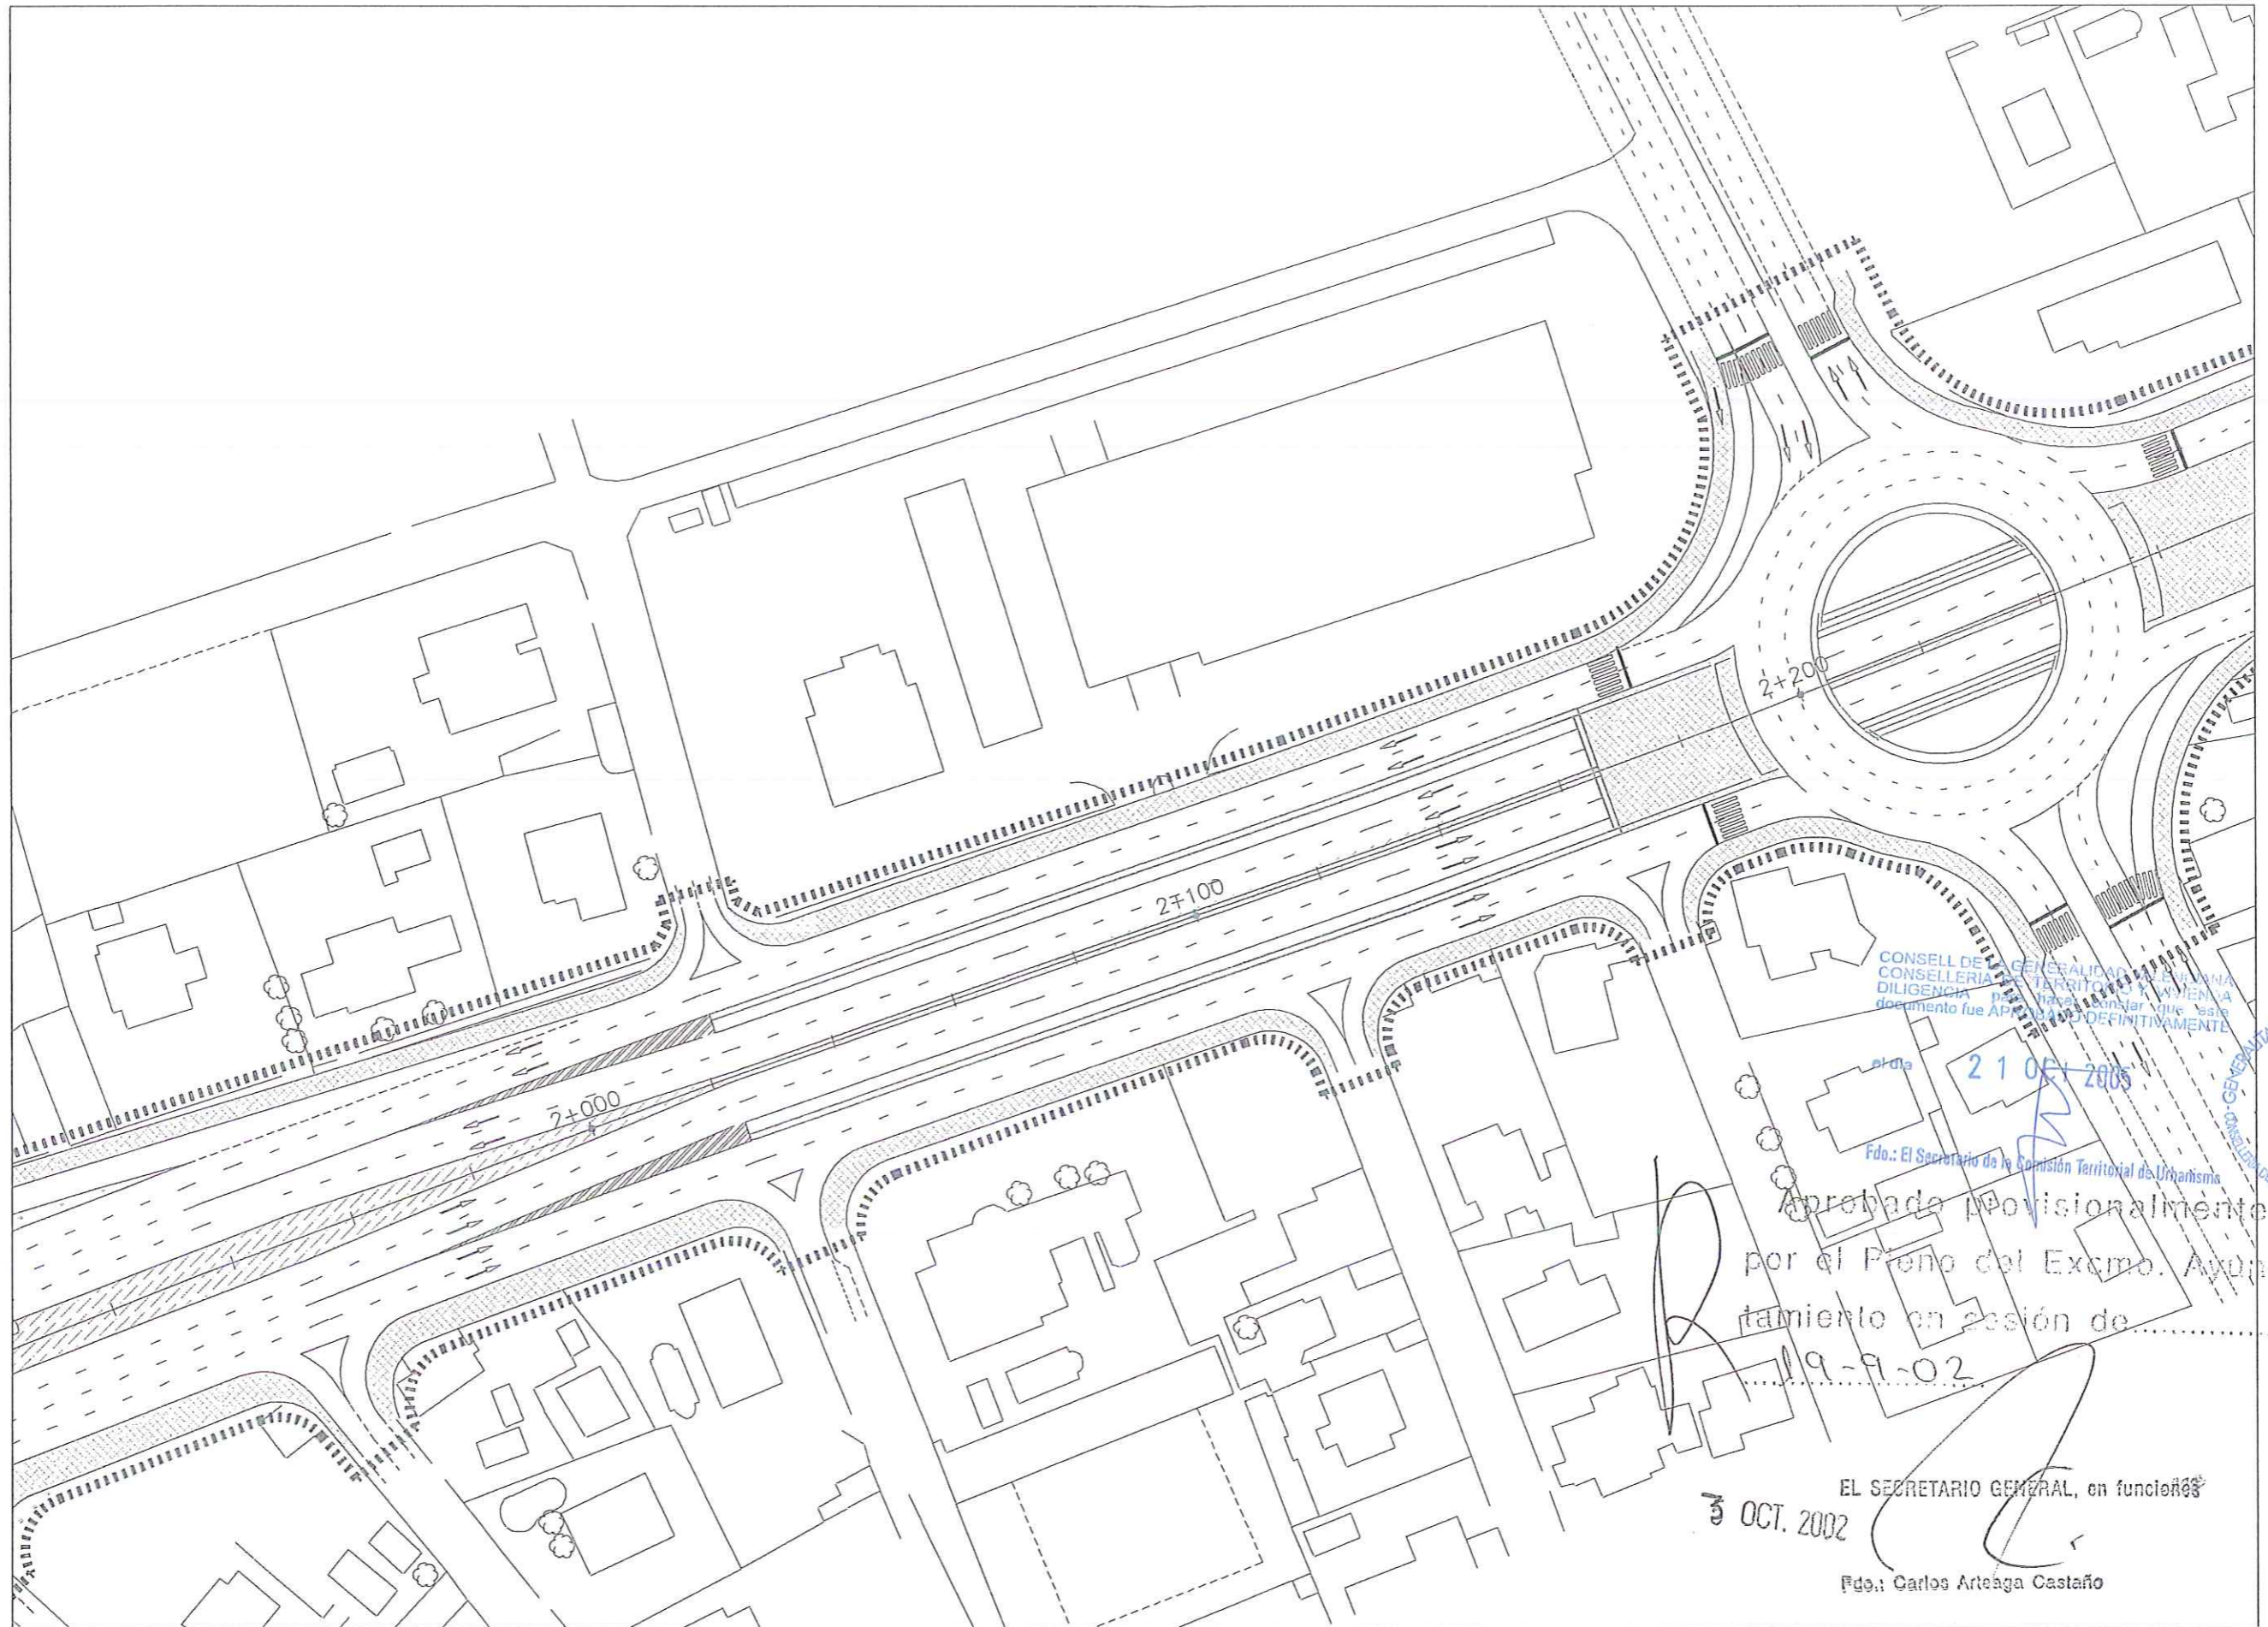 2+200
2+100
2+000
CONSELL DE LA GENERALIDAD VALENCIANA
CONSELLERIA DE TERRITORIO Y VIVIENDA
DILIGENCIA para hacer constar que este
documento fue APROBADO DEFINITIVAMENTE
el día 21 OCT 2005
Fdo.: El Secretario de la Comisión Territorial de Urbanismo
Aprobado provisionalmente
por el Pleno del Excmo. Ayun
tamiento en sesión de..............
19-9-02
EL SECRETARIO GENERAL, en funciones
3 OCT. 2002
Fdo.: Carlos Arteaga Castaño